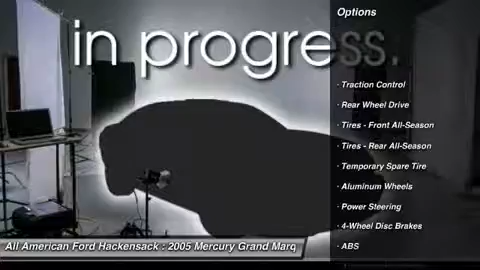 in progress.
Options
· Traction Control
· Rear Wheel Drive
· Tires - Front All-Season
· Tires - Rear All-Season
· Temporary Spare Tire
· Aluminum Wheels
· Power Steering
· 4-Wheel Disc Brakes
· ABS
All American Ford Hackensack : 2005 Mercury Grand Marq